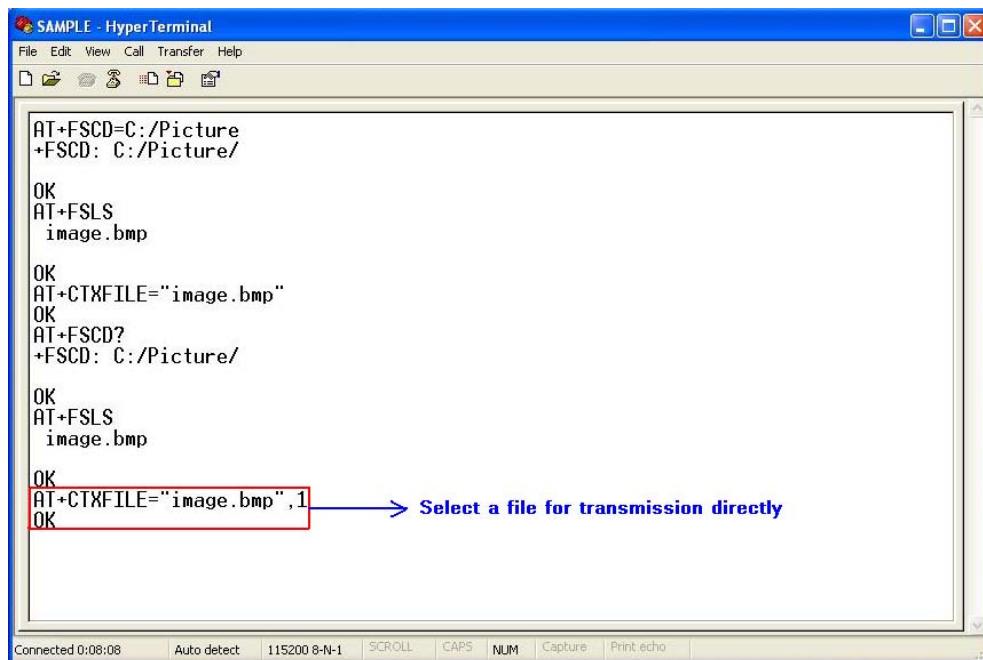 SAMPLE - HyperTerminal
File Edit View Call Transfer Help
AT+FSCD=C:/Picture
+FSCD: C:/Picture/
OK
AT+FSLS
image.bmp
OK
AT+CTXFILE="image.bmp"
OK
AT+FSCD?
+FSCD: C:/Picture/
OK
AT+FSLS
image.bmp
OK
AT+CTXFILE="image.bmp",1
Select a file for transmission directly
OK
Connected 0:08:08 Auto detect 115200 8-N-1 SCROLL CAPS NUM Capture Print echo